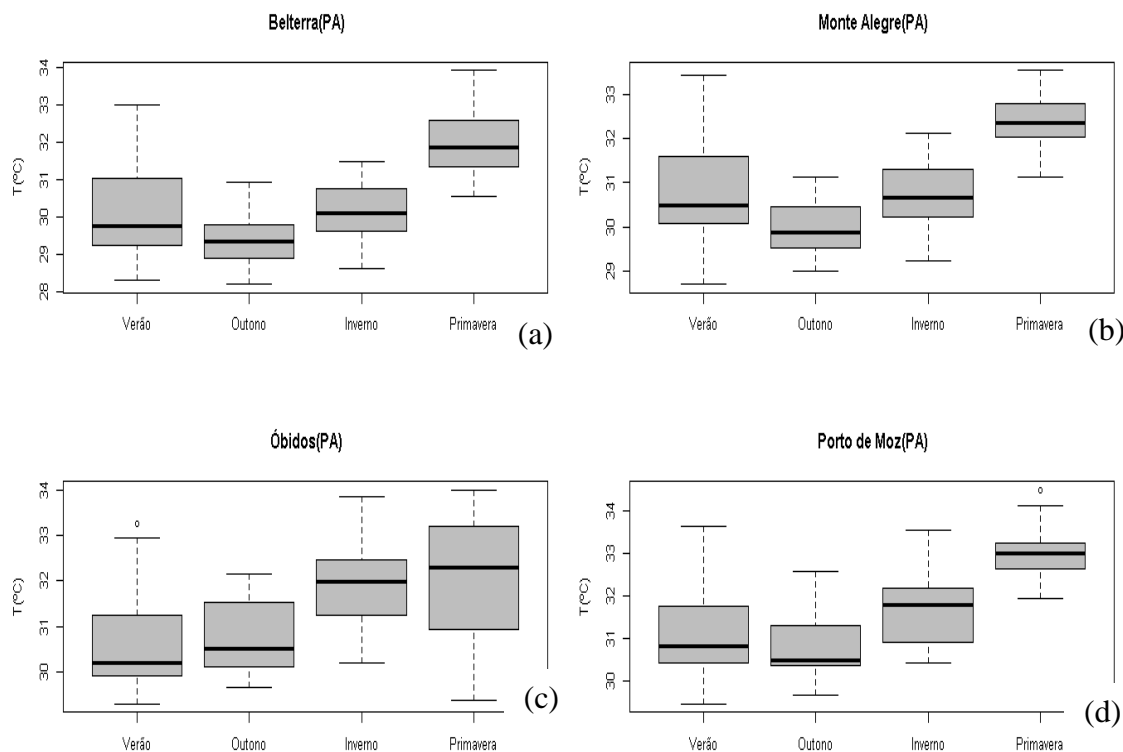 Belterra(PA)
T(ºC)
34
33
32
31
30
29
28
Verão Outono Inverno Primavera
(a)
Monte Alegre(PA)
T(ºC)
33
32
31
30
29
Verão Outono Inverno Primavera
(b)
Óbidos(PA)
T(ºC)
34
33
32
31
30
Verão Outono Inverno Primavera
(c)
Porto de Moz(PA)
T(ºC)
34
33
32
31
30
Verão Outono Inverno Primavera
(d)